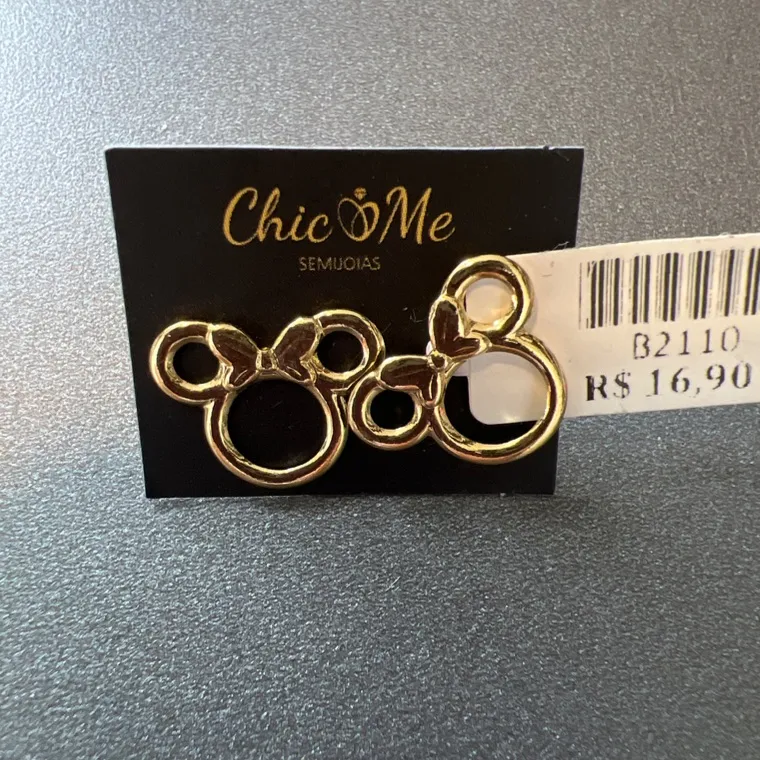 Chic Me
SEMIJOIAS
B2110
R$ 16,90